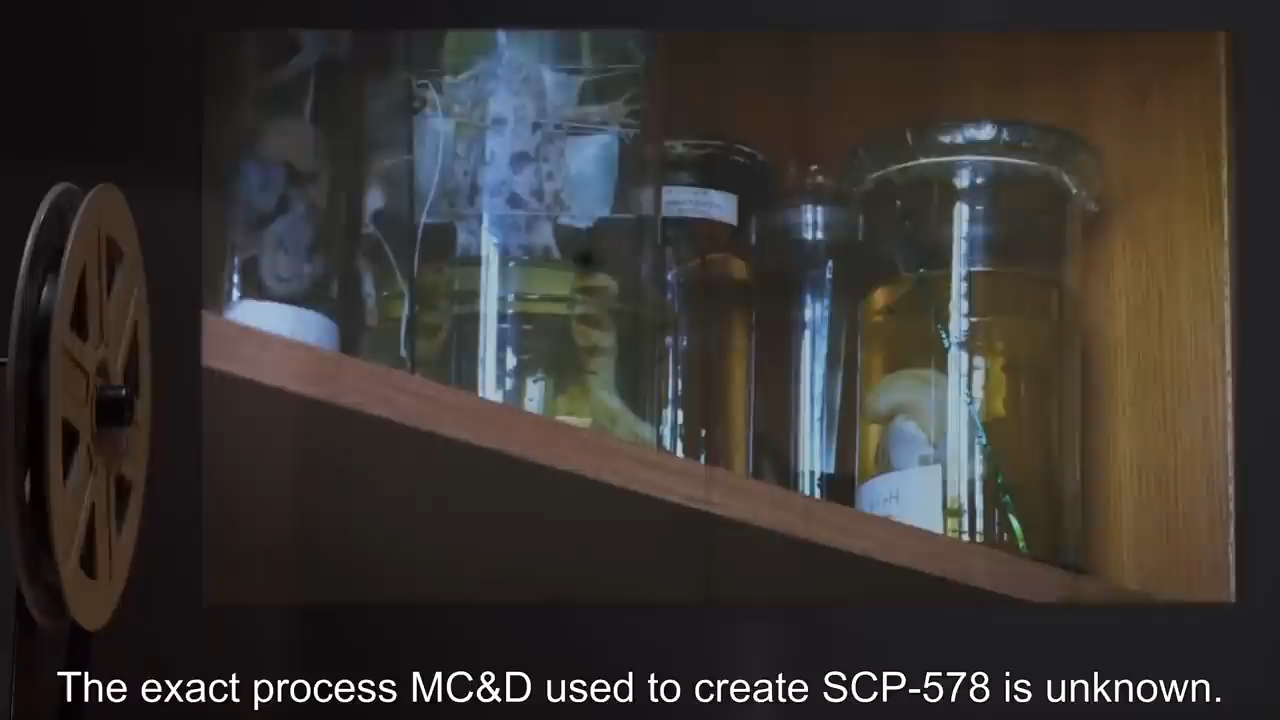 The exact process MC&D used to create SCP-578 is unknown.